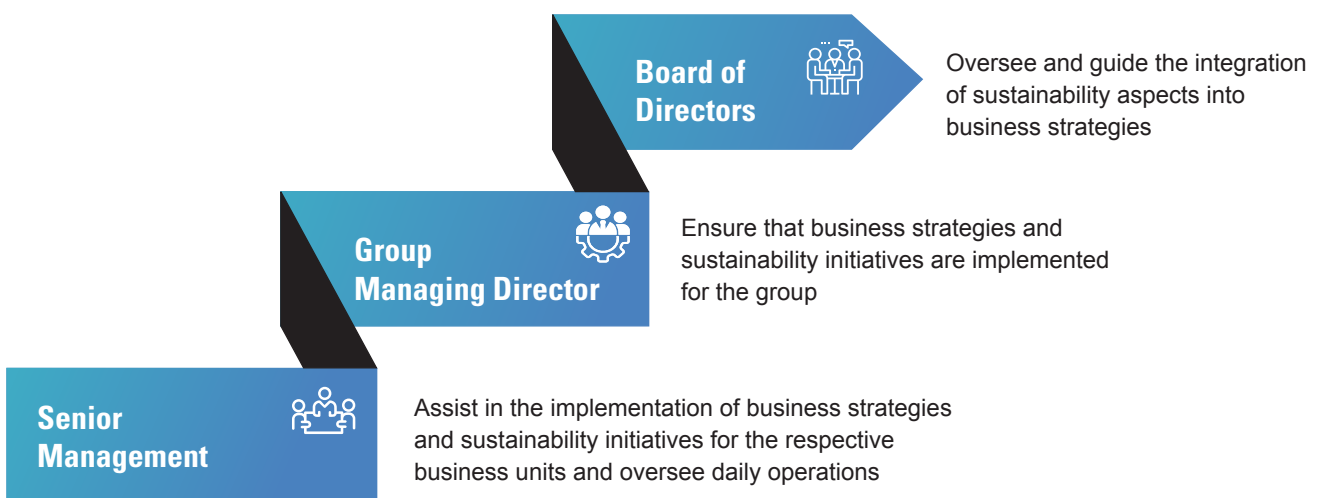 Board of
Directors
Oversee and guide the integration
of sustainability aspects into
business strategies
Group
Managing Director
Ensure that business strategies and
sustainability initiatives are implemented
for the group
Senior
Management
Assist in the implementation of business strategies
and sustainability initiatives for the respective
business units and oversee daily operations